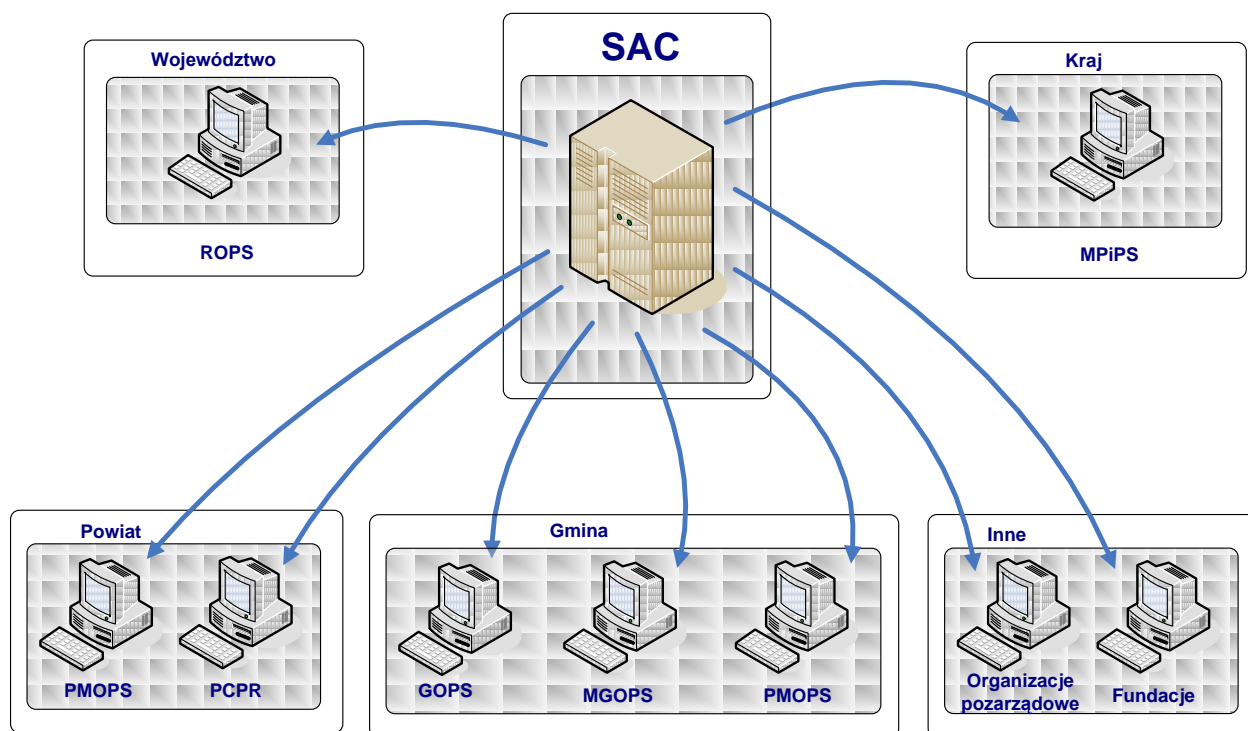 SAC
Województwo
ROPS
Kraj
MPiPS
Powiat
PMOPS
PCPR
Gmina
GOPS
MGOPS
PMOPS
Inne
Organizacje
pozarządowe
Fundacje